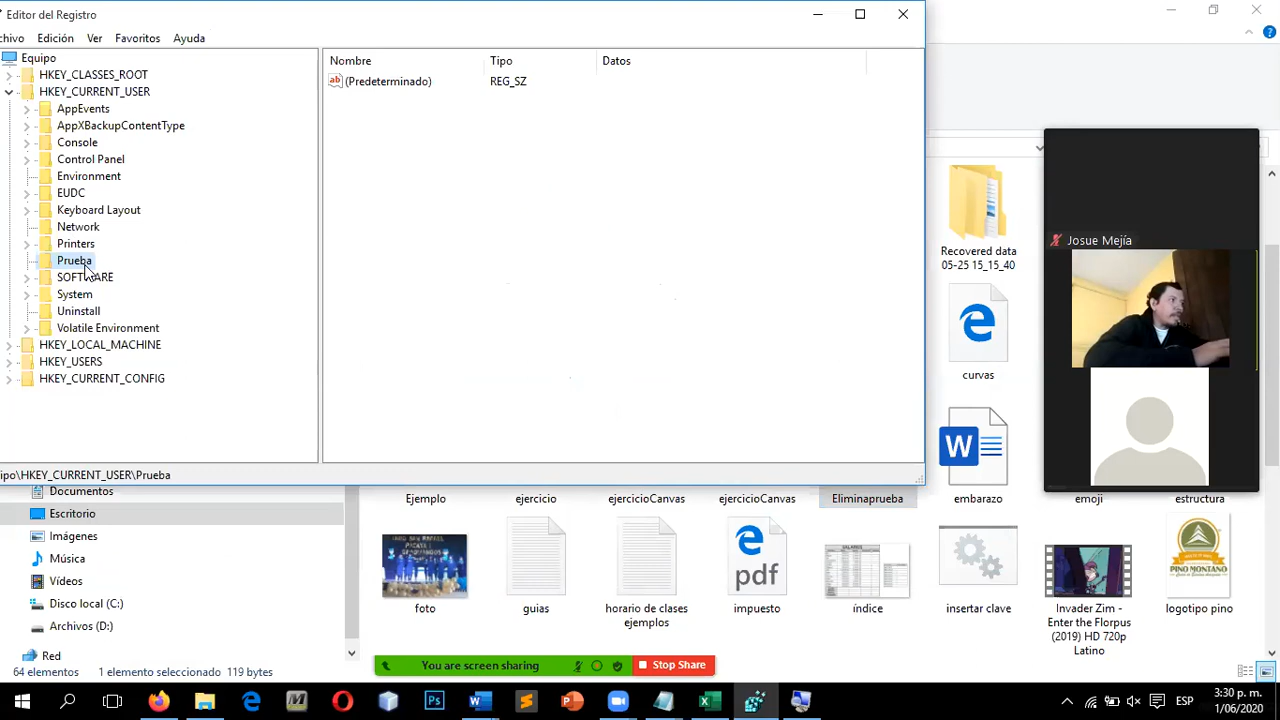 Editor del Registro
chivo Edición Ver Favoritos Ayuda
Equipo
HKEY_CLASSES_ROOT
HKEY_CURRENT_USER
AppEvents
AppXBackupContentType
Console
Control Panel
Environment
EUDC
Keyboard Layout
Network
Printers
Prueba
SOFTWARE
System
Uninstall
Volatile Environment
HKEY_LOCAL_MACHINE
HKEY_USERS
HKEY_CURRENT_CONFIG
Nombre Tipo Datos
ab (Predeterminado) REG_SZ
ipo\HKEY_CURRENT_USER\Prueba
Recovered data
05-25 15_15_40
Josue Mejía
curvas
Documentos
Escritorio
Imágenes
Música
Vídeos
Disco local (C:)
Archivos (D:)
Red
W
Ejemplo ejercicio ejercicioCanvas ejercicioCanvas Eliminaprueba embarazo emoji estructura
pdf
PINO MONTANO
foto guias horario de clases ejemplos impuesto índice insertar clave Invader Zim - Enter the Florpus (2019) HD 720p Latino logotipo pino
64 elementos 1 elemento seleccionado 119 bytes
You are screen sharing Stop Share
ESP
3:30 p. m.
1/06/2020